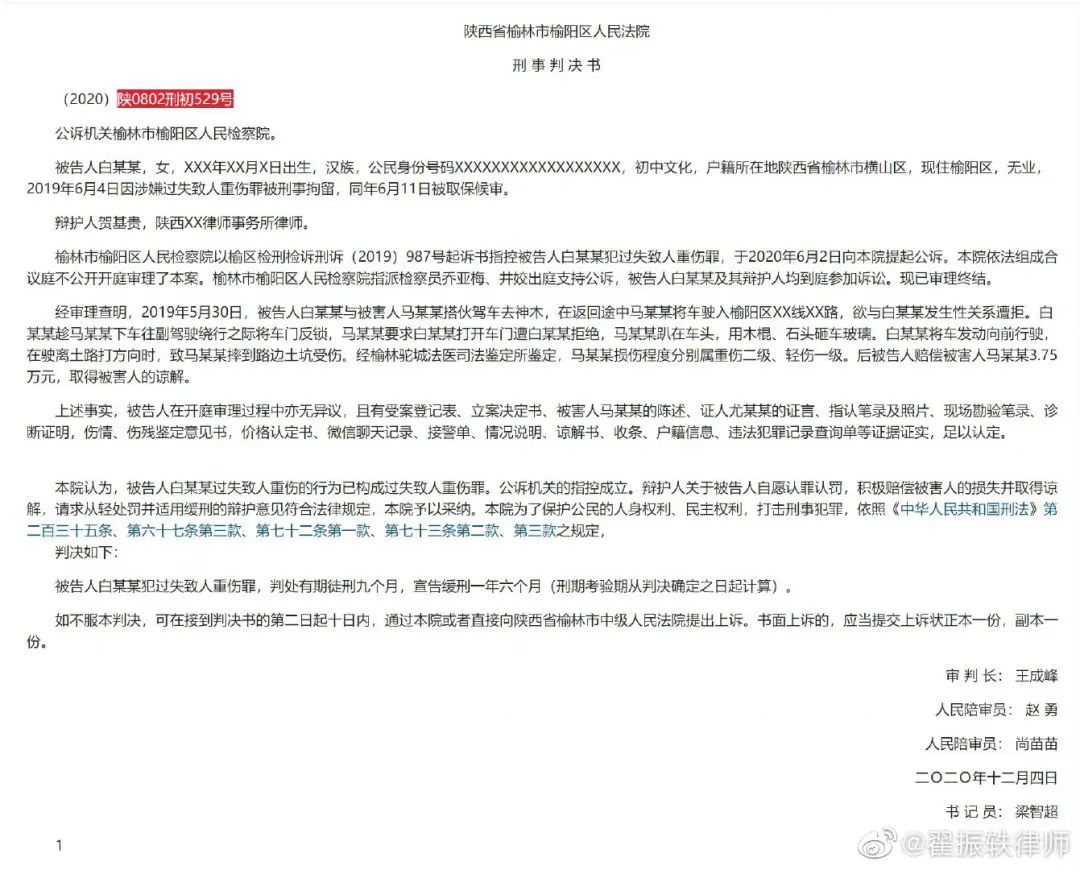 陕西省榆林市榆阳区人民法院
刑 事 判 决 书
（2020）陕0802刑初529号
公诉机关榆林市榆阳区人民检察院。
被告人白某某，女，XXX年XX月X日出生，汉族，公民身份号码XXXXXXXXXXXXXXXXXX，初中文化，户籍所在地陕西省榆林市横山区，现住榆阳区，无业，
2019年6月4日因涉嫌过失致人重伤罪被刑事拘留，同年6月11日被取保候审。
辩护人贺基贵，陕西XX律师事务所律师。
榆林市榆阳区人民检察院以榆区检刑检诉刑诉（2019）987号起诉书指控被告人白某某犯过失致人重伤罪，于2020年6月2日向本院提起公诉。本院依法组成合
议庭不公开开庭审理了本案。榆林市榆阳区人民检察院指派检察员乔亚梅、井姣出庭支持公诉，被告人白某某及其辩护人均到庭参加诉讼。现已审理终结。
经审理查明，2019年5月30日，被告人白某某与被害人马某某搭伙驾车去神木，在返回途中马某某将车驶入榆阳区XX线XX路，欲与白某某发生性关系遭拒。白
某某趁马某某下车往副驾驶绕行之际将车门反锁，马某某要求白某某打开车门遭白某某拒绝，马某某趴在车头，用木棍、石头砸车玻璃。白某某将车发动向前行驶，
在驶离土路打方向时，致马某某摔到路边土坑受伤。经榆林驼城法医司法鉴定所鉴定，马某某损伤程度分别属重伤二级、轻伤一级。后被告人赔偿被害人马某某3.75
万元，取得被害人的谅解。
上述事实，被告人在开庭审理过程中亦无异议，且有受案登记表、立案决定书、被害人马某某的陈述、证人尤某某的证言、指认笔录及照片、现场勘验笔录、诊
断证明，伤情、伤残鉴定意见书，价格认定书、微信聊天记录、接警单、情况说明、谅解书、收条、户籍信息、违法犯罪记录查询单等证据证实，足以认定。
本院认为，被告人白某某过失致人重伤的行为已构成过失致人重伤罪。公诉机关的指控成立。辩护人关于被告人自愿认罪认罚，积极赔偿被害人的损失并取得谅
解，请求从轻处罚并适用缓刑的辩护意见符合法律规定，本院予以采纳。本院为了保护公民的人身权利、民主权利，打击刑事犯罪，依照《中华人民共和国刑法》第
二百三十五条、第六十七条第三款、第七十二条第一款、第七十三条第二款、第三款之规定，
判决如下：
被告人白某某犯过失致人重伤罪，判处有期徒刑九个月，宣告缓刑一年六个月（刑期考验期从判决确定之日起计算）。
如不服本判决，可在接到判决书的第二日起十日内，通过本院或者直接向陕西省榆林市中级人民法院提出上诉。书面上诉的，应当提交上诉状正本一份，副本一
份。
审 判 长： 王成峰
人民陪审员： 赵 勇
人民陪审员： 尚苗苗
二〇二〇年十二月四日
书 记 员： 梁智超
1
@翟振轶律师